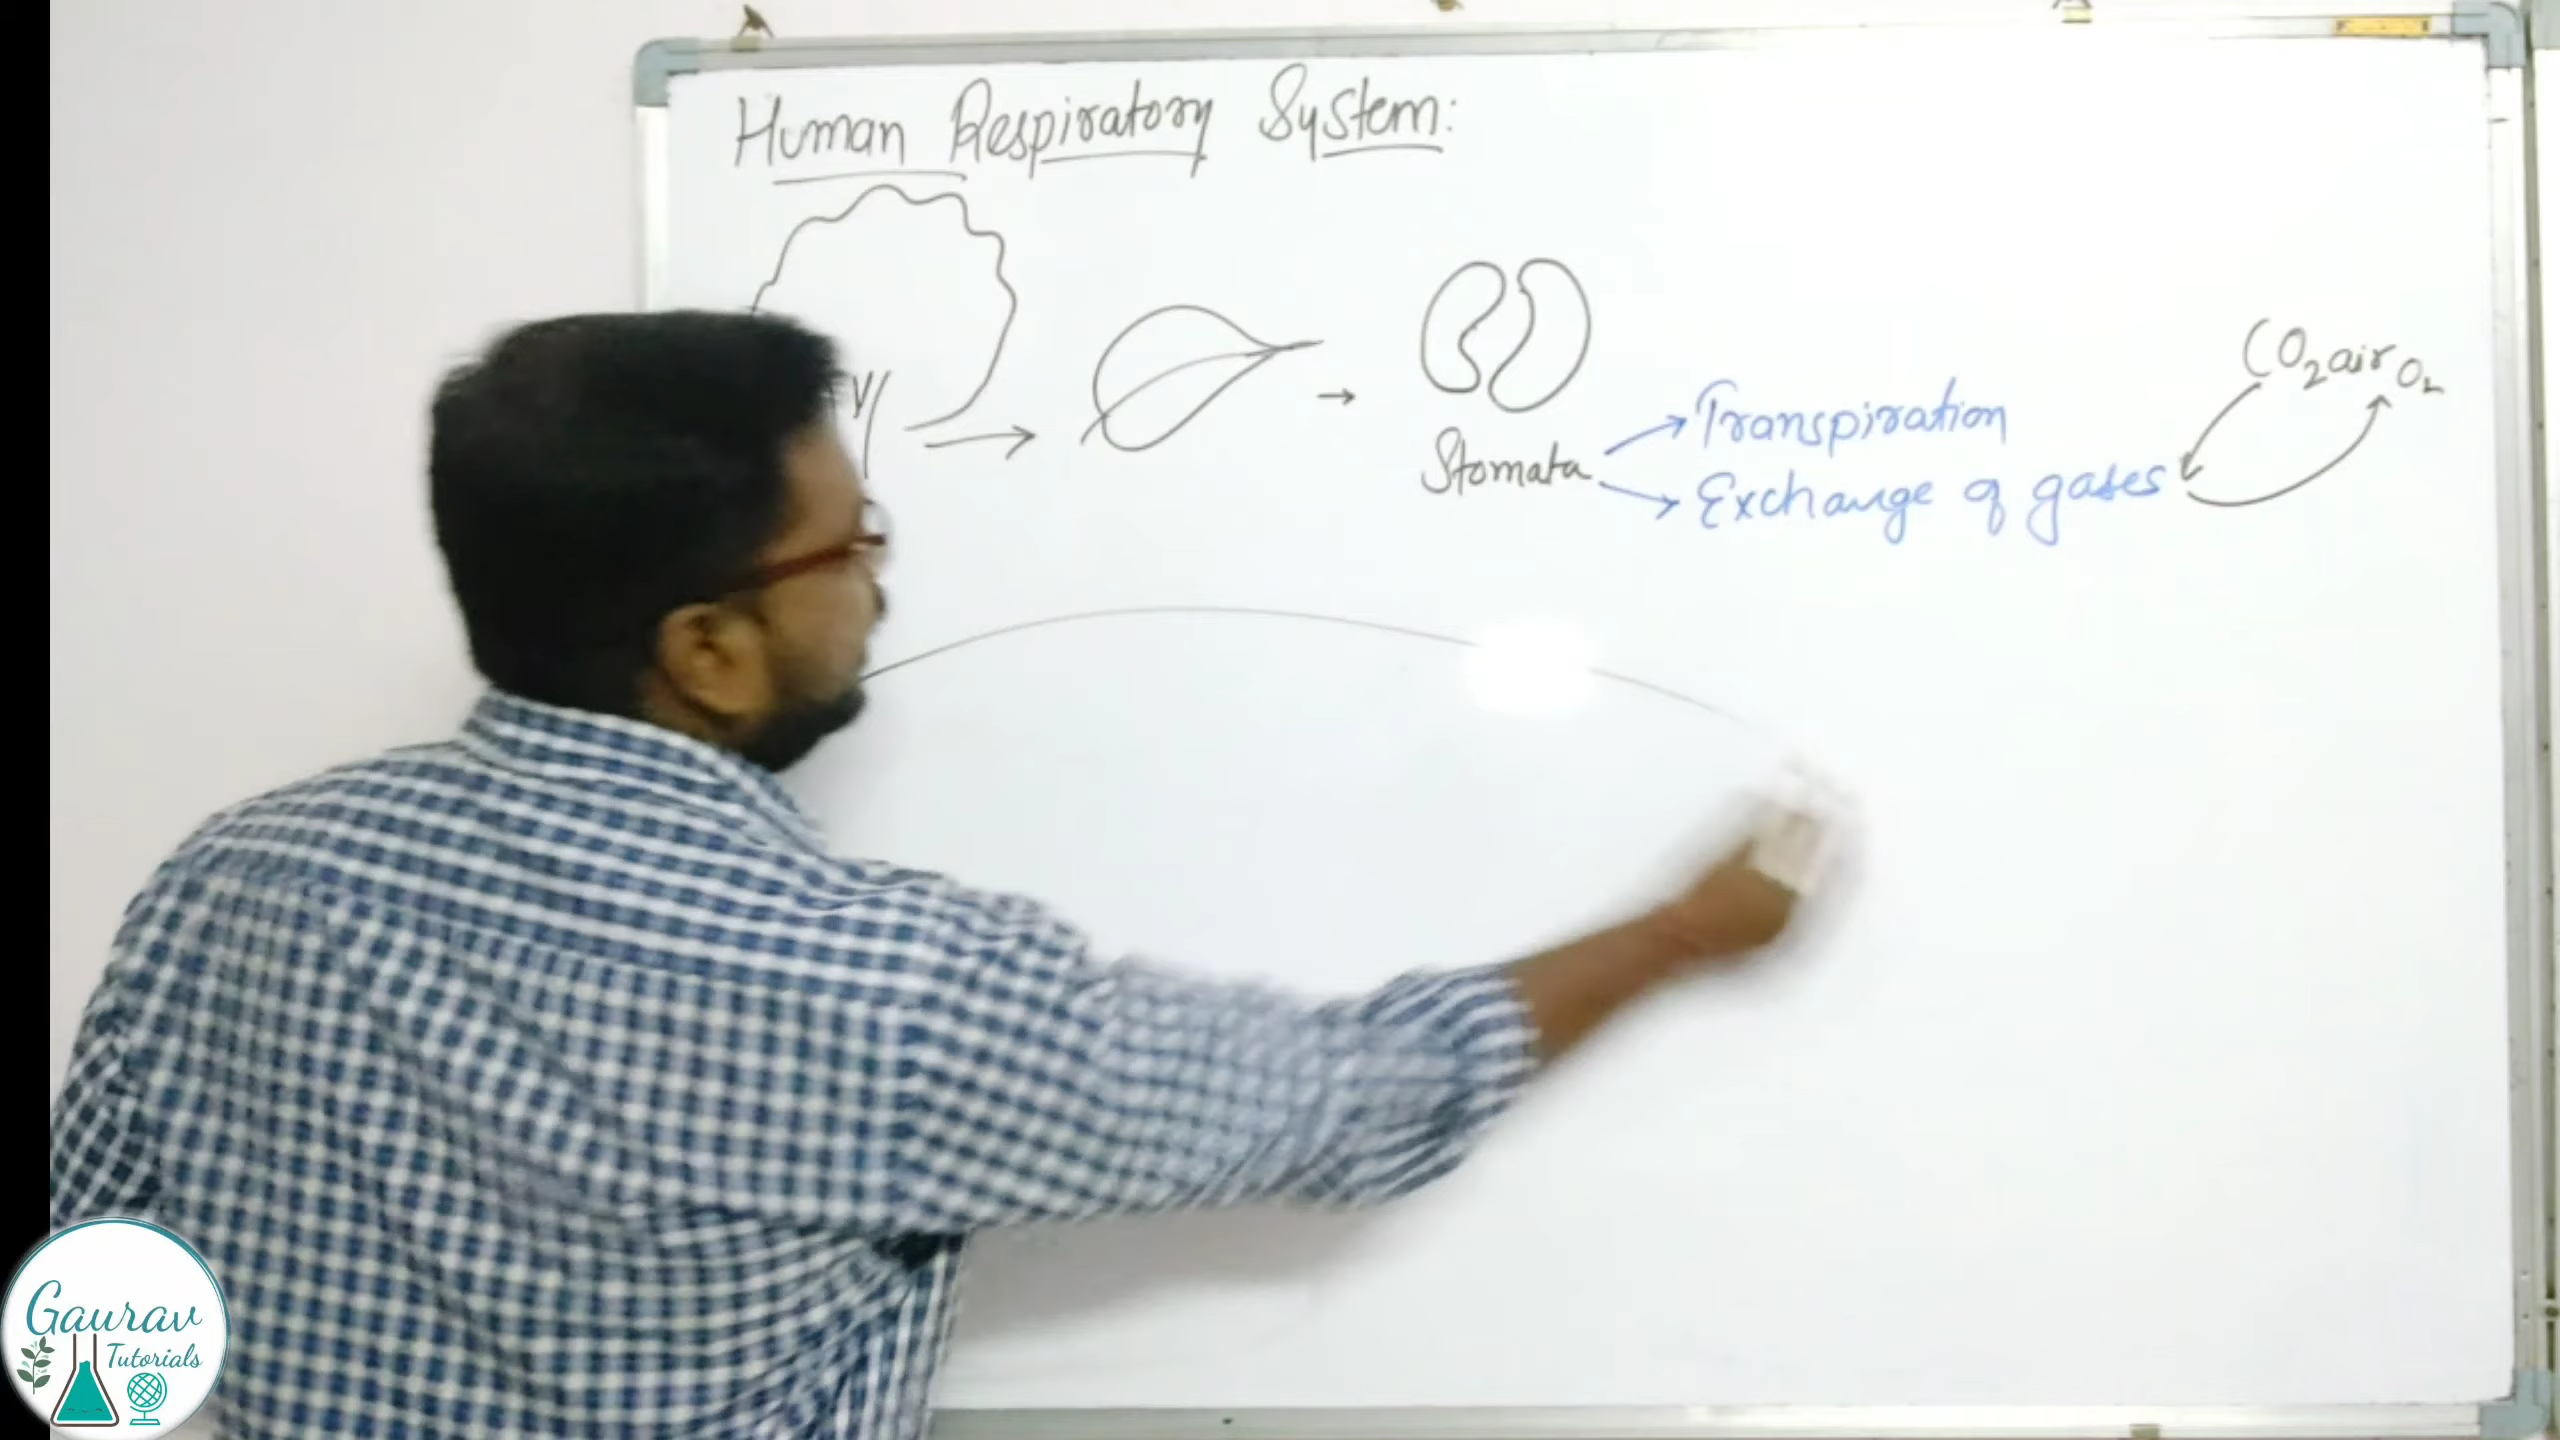 Human Respiratory System:
CO2 air O2
Transpiration
Stomata
Exchange of gases
Gaurav
Tutorials